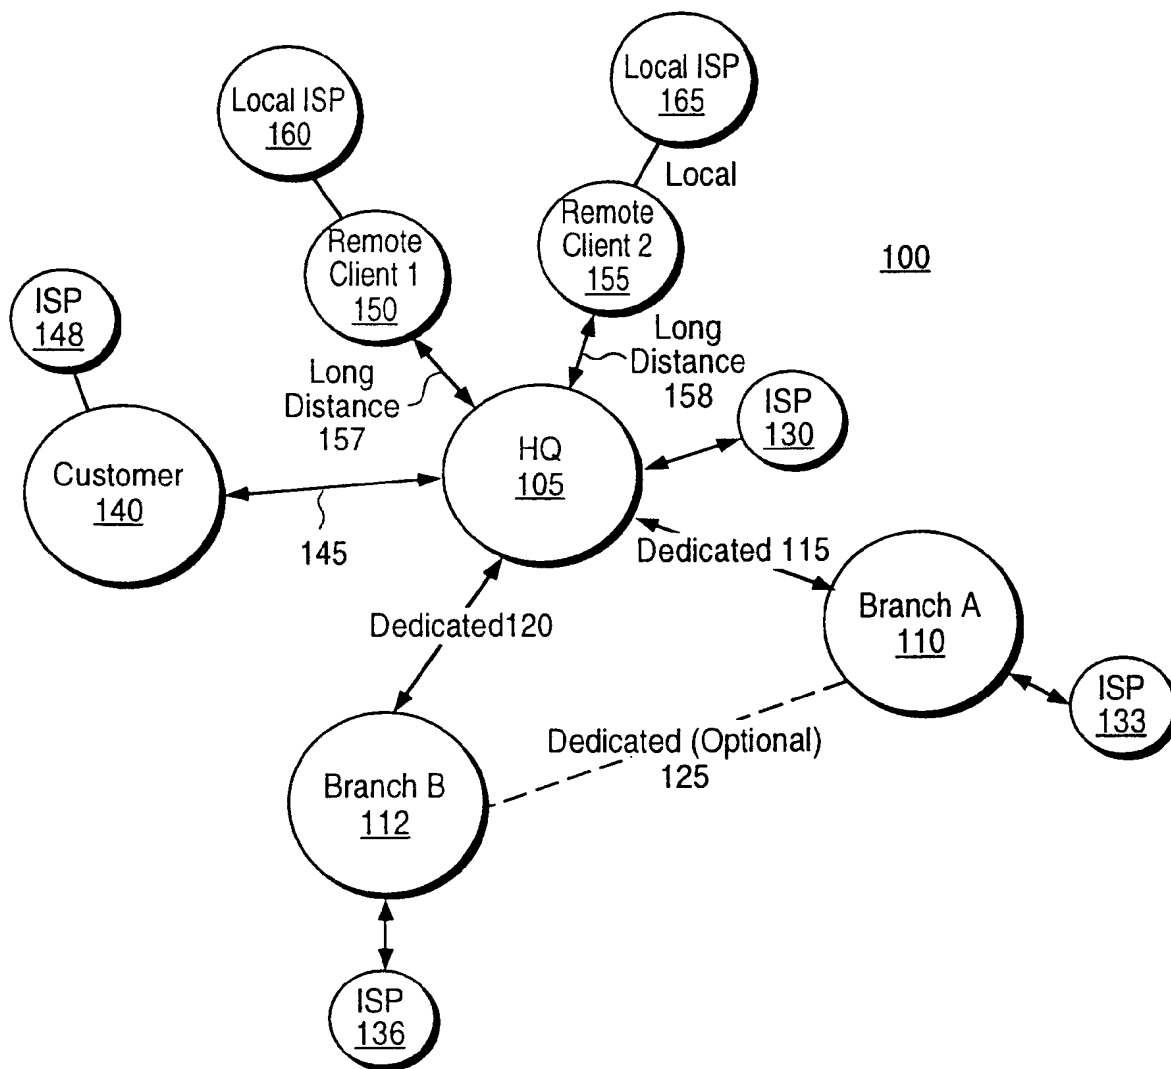 Local ISP
160
Local ISP
165
Local
Remote
Client 1
150
Remote
Client 2
155
100
ISP
148
Long
Distance
157
Long
Distance
158
ISP
130
HQ
105
Customer
140
145
Dedicated 115
Branch A
110
Dedicated120
ISP
133
Dedicated (Optional)
125
Branch B
112
ISP
136